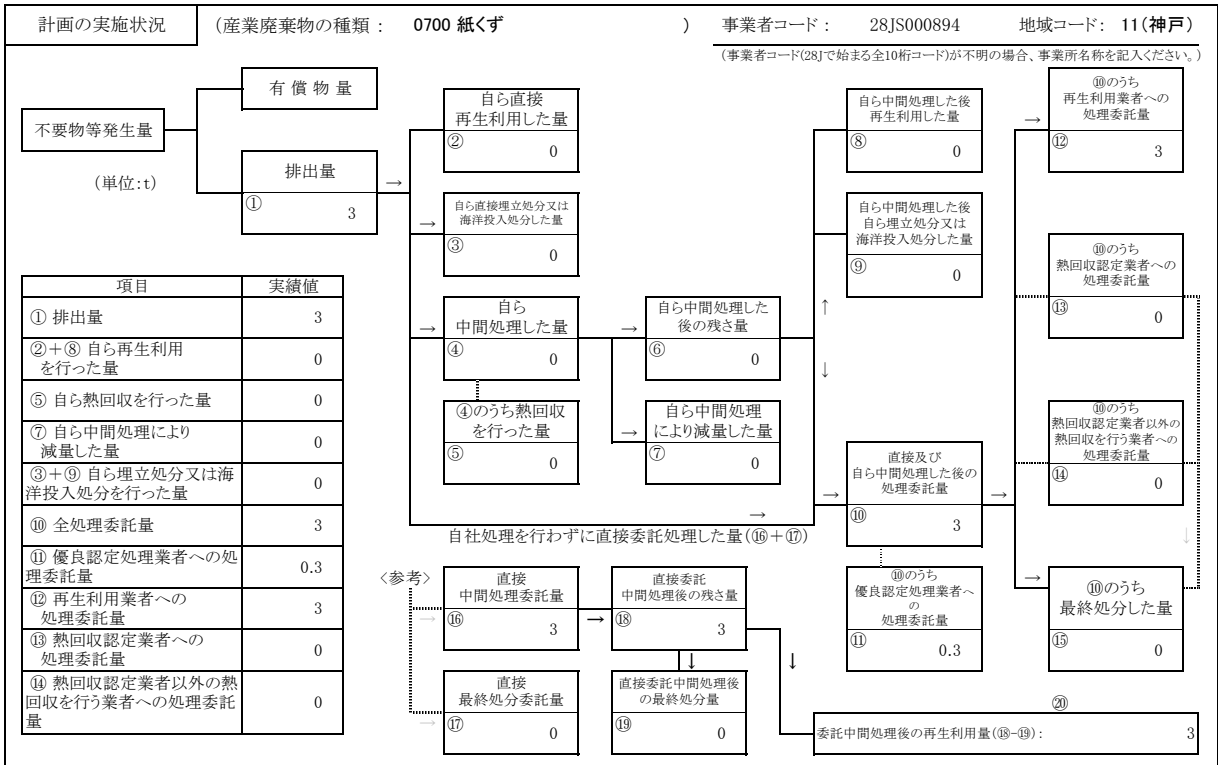 計画の実施状況
(産業廃棄物の種類： 0700 紙くず )
事業者コード： 28JS000894 地域コード： 11(神戸)
(事業者コード(28Jで始まる全10桁コード)が不明の場合、事業所名称を記入ください。)
不要物等発生量
(単位:t)
有償物量
排出量
① 3
→
自ら直接
再生利用した量
② 0
→
自ら直接埋立処分又は
海洋投入処分した量
③ 0
→
自ら
中間処理した量
④ 0
④のうち熱回収
を行った量
⑤ 0
→
自ら中間処理した
後の残さ量
⑥ 0
→
自ら中間処理
により減量した量
⑦ 0
自ら中間処理した後
再生利用した量
⑧ 0
自ら中間処理した後
自ら埋立処分又は
海洋投入処分した量
⑨ 0
↑
↓
→
直接及び
自ら中間処理した後の
処理委託量
⑩ 3
→
⑩のうち
優良認定処理業者へ
の
処理委託量
⑪ 0.3
→
⑩のうち
再生利用業者への
処理委託量
⑫ 3
⑩のうち
熱回収認定業者への
処理委託量
⑬ 0
⑩のうち
熱回収認定業者以外の
熱回収を行う業者への
処理委託量
⑭ 0
↓
→
⑩のうち
最終処分した量
⑮ 0
項目 実績値
① 排出量 3
②＋⑧ 自ら再生利用
を行った量 0
⑤ 自ら熱回収を行った量 0
⑦ 自ら中間処理により
減量した量 0
③＋⑨ 自ら埋立処分又は海
洋投入処分を行った量 0
⑩ 全処理委託量 3
⑪ 優良認定処理業者への処
理委託量 0.3
⑫ 再生利用業者への
処理委託量 3
⑬ 熱回収認定業者への
処理委託量 0
⑭ 熱回収認定業者以外の熱
回収を行う業者への処理委託
量 0
→
自社処理を行わずに直接委託処理した量(⑯＋⑰)
〈参考〉
→
直接
中間処理委託量
⑯ 3
→
直接委託
中間処理後の残さ量
⑱ 3
→
直接
最終処分委託量
⑰ 0
↓
直接委託中間処理後
の最終処分量
⑲ 0
↓
⑳
委託中間処理後の再生利用量(⑱-⑲)： 3